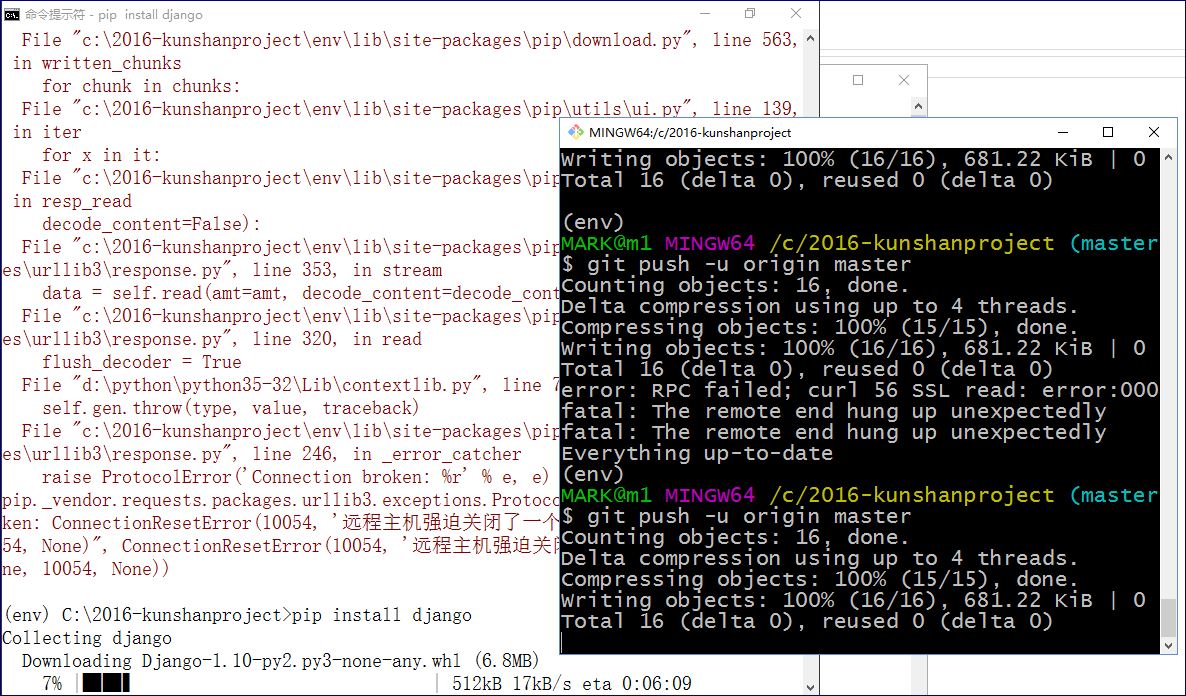 命令提示符 - pip  install django
File "c:\2016-kunshanproject\env\lib\site-packages\pip\download.py", line 563,
in written_chunks
for chunk in chunks:
File "c:\2016-kunshanproject\env\lib\site-packages\pip\utils\ui.py", line 139,
in iter
for x in it:
File "c:\2016-kunshanproject\env\lib\site-packages\pip
in resp_read
decode_content=False):
File "c:\2016-kunshanproject\env\lib\site-packages\pip
es\urllib3\response.py", line 353, in stream
data = self.read(amt=amt, decode_content=decode_cont
File "c:\2016-kunshanproject\env\lib\site-packages\pip
es\urllib3\response.py", line 320, in read
flush_decoder = True
File "d:\python\python35-32\Lib\contextlib.py", line 7
self.gen.throw(type, value, traceback)
File "c:\2016-kunshanproject\env\lib\site-packages\pip
es\urllib3\response.py", line 246, in _error_catcher
raise ProtocolError('Connection broken: %r' % e, e)
pip._vendor.requests.packages.urllib3.exceptions.Protoco
ken: ConnectionResetError(10054, '远程主机强迫关闭了一个
54, None)", ConnectionResetError(10054, '远程主机强迫关闭
ne, 10054, None))
(env) C:\2016-kunshanproject>pip install django
Collecting django
Downloading Django-1.10-py2.py3-none-any.whl (6.8MB)
7% | | 512kB 17kB/s eta 0:06:09
MINGW64:/c/2016-kunshanproject
Writing objects: 100% (16/16), 681.22 KiB | 0
Total 16 (delta 0), reused 0 (delta 0)
(env)
MARK@m1 MINGW64 /c/2016-kunshanproject (master
$ git push -u origin master
Counting objects: 16, done.
Delta compression using up to 4 threads.
Compressing objects: 100% (15/15), done.
Writing objects: 100% (16/16), 681.22 KiB | 0
Total 16 (delta 0), reused 0 (delta 0)
error: RPC failed; curl 56 SSL read: error:000
fatal: The remote end hung up unexpectedly
fatal: The remote end hung up unexpectedly
Everything up-to-date
(env)
MARK@m1 MINGW64 /c/2016-kunshanproject (master
$ git push -u origin master
Counting objects: 16, done.
Delta compression using up to 4 threads.
Compressing objects: 100% (15/15), done.
Writing objects: 100% (16/16), 681.22 KiB | 0
Total 16 (delta 0), reused 0 (delta 0)